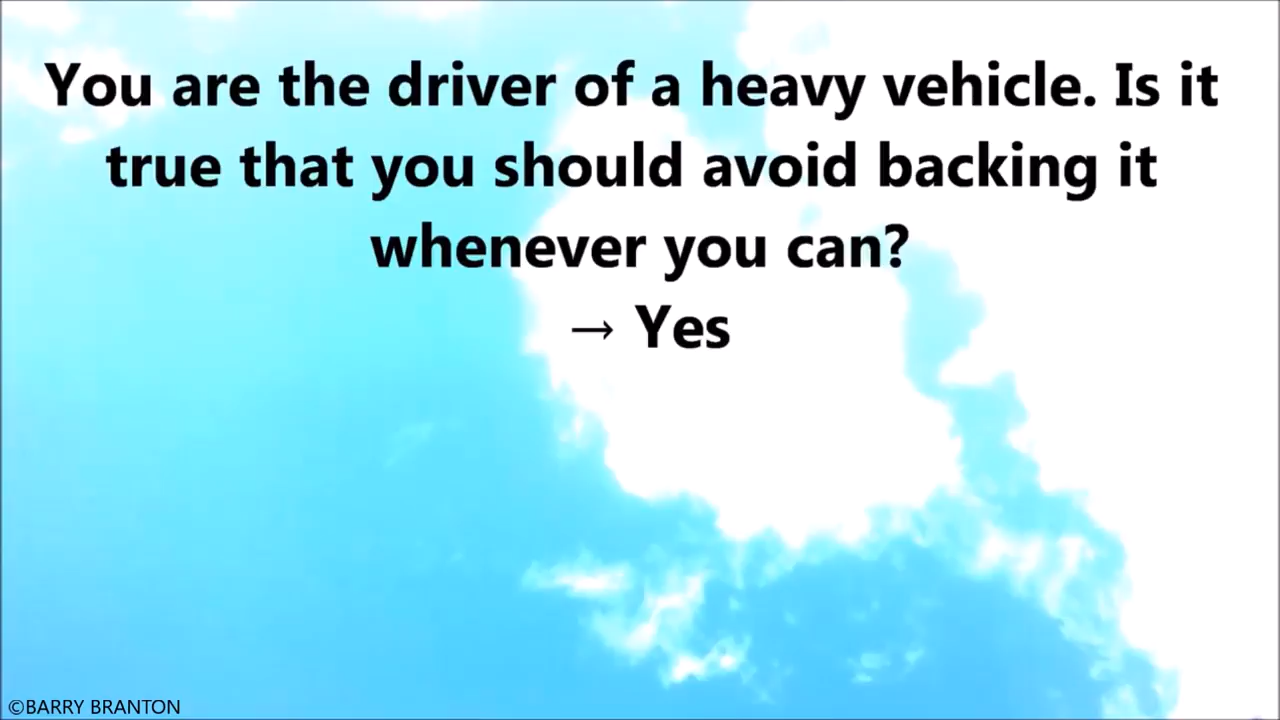 You are the driver of a heavy vehicle. Is it
true that you should avoid backing it
whenever you can?
→ Yes
©BARRY BRANTON